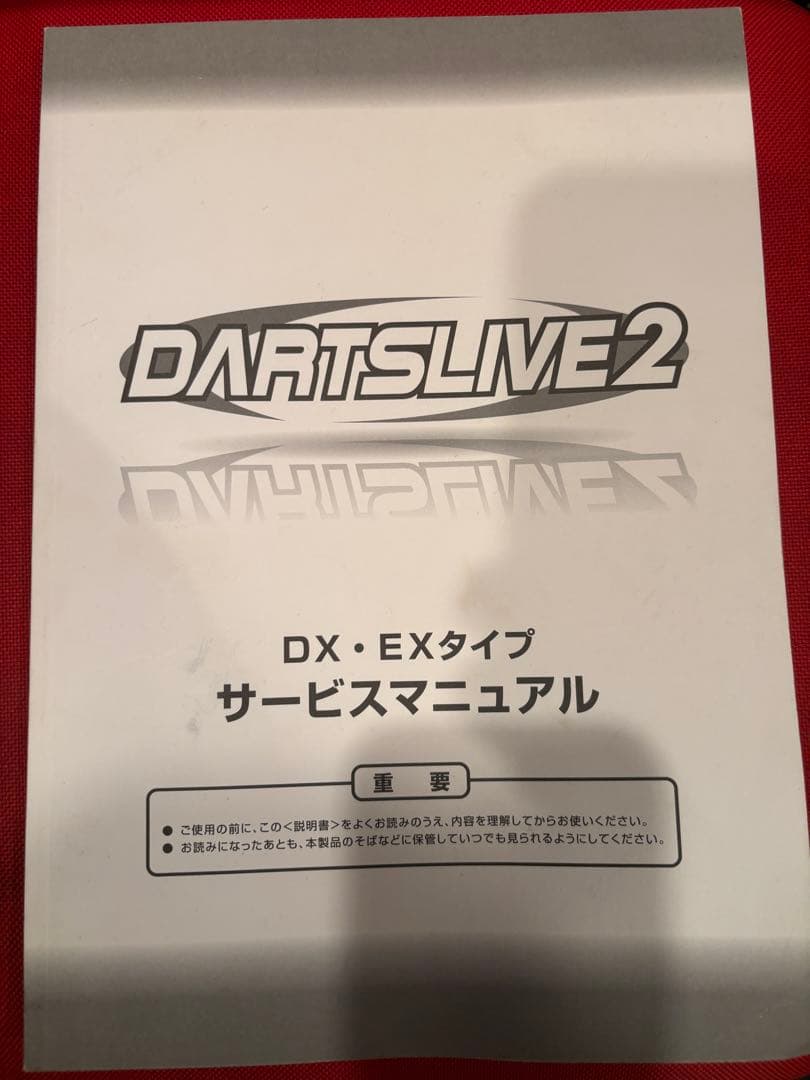 DARTSLIVE2
DX・EXタイプ
サービスマニュアル
重 要
● ご使用の前に、この<説明書>をよくお読みのうえ、内容を理解してからお使いください。
● お読みになったあとも、本製品のそばなどに保管していつでも見られるようにしてください。